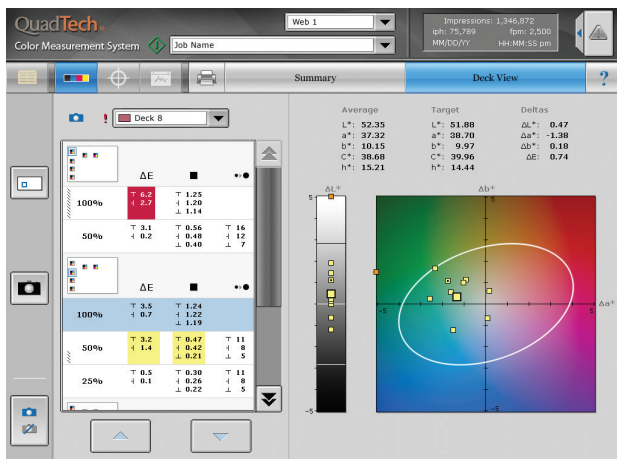 QuadTech
Color Measurement System
Web 1
Job Name
Impressions: 1,346,872
iph: 75,789 fpm: 2,500
MM/DD/YY HH:MM:SS pm
Summary
Deck View
?
! Deck 8
ΔE
100% ⊤ 6.2 ⊤ 1.25
⊣ 2.7 ⊣ 1.20
⊥ 1.14
50% ⊤ 3.1 ⊤ 0.56 ⊤ 16
⊣ 0.2 ⊣ 0.48 ⊣ 12
⊥ 0.40 ⊥ 7
ΔE
100% ⊤ 3.5 ⊤ 1.24
⊣ 0.7 ⊣ 1.22
⊥ 1.19
50% ⊤ 3.2 ⊤ 0.47 ⊤ 11
⊣ 1.4 ⊣ 0.42 ⊣ 8
⊥ 0.21 ⊥ 5
25% ⊤ 0.5 ⊤ 0.30 ⊤ 11
⊣ 0.1 ⊣ 0.26 ⊣ 8
⊥ 0.22 ⊥ 5
Average Target Deltas
L*: 52.35 L*: 51.88 ΔL*: 0.47
a*: 37.32 a*: 38.70 Δa*: -1.38
b*: 10.15 b*: 9.97 Δb*: 0.18
C*: 38.68 C*: 39.96 ΔE: 0.74
h*: 15.21 h*: 14.44
ΔL* Δb*
5 5
-5 5 Δa*
-5 -5